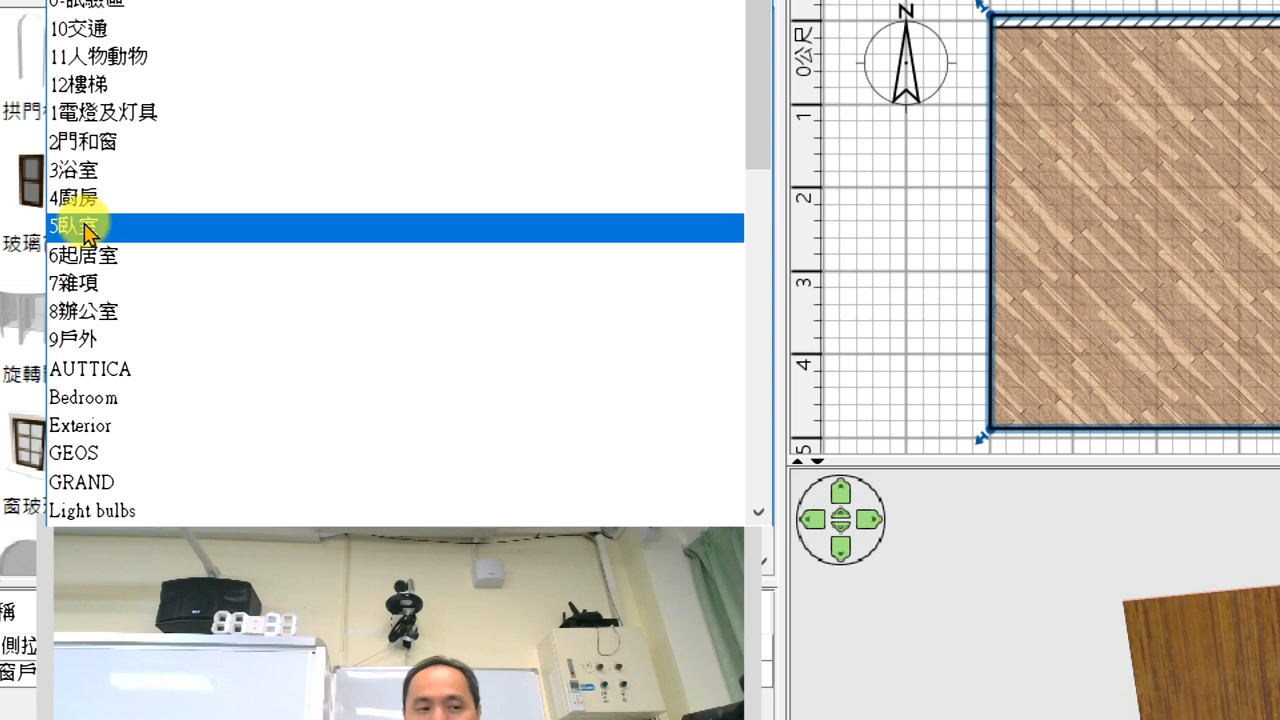 10交通
11人物動物
12樓梯
1電燈及灯具
2門和窗
3浴室
4廚房
5臥室
6起居室
7雜項
8辦公室
9戶外
AUTTICA
Bedroom
Exterior
GEOS
GRAND
Light bulbs
拱門
玻璃
旋轉
窗玻
稱
側拉
窗戶
N
0公尺
1
2
3
4
5